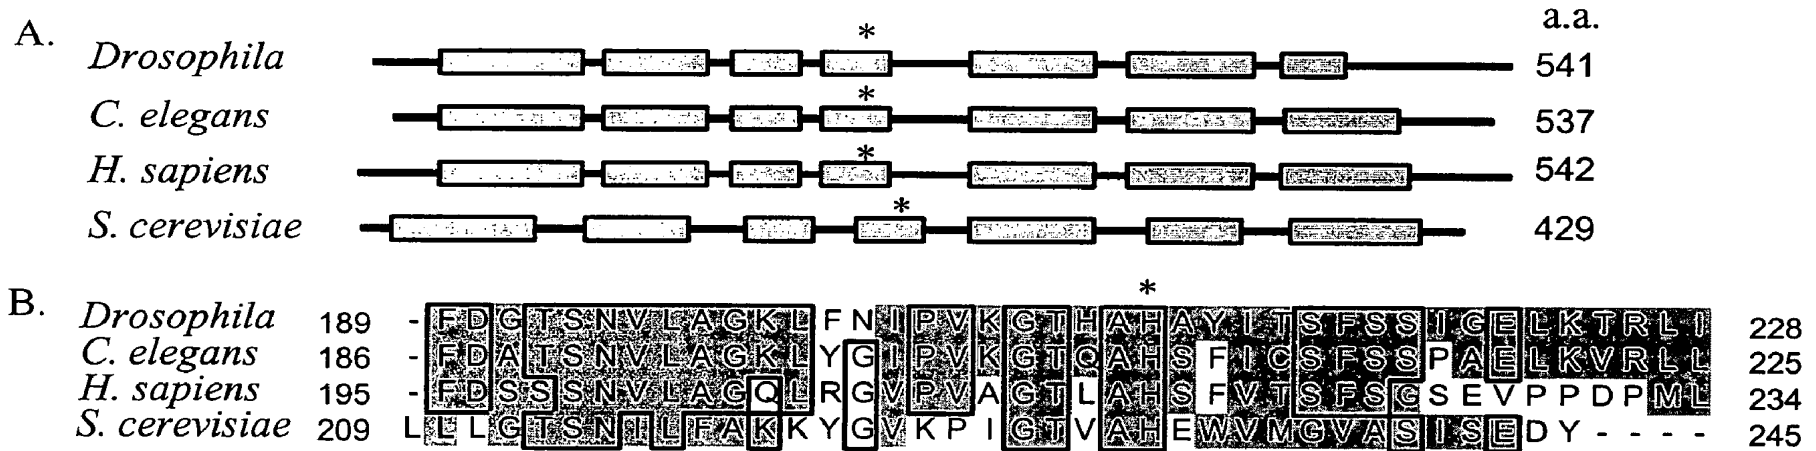 a.a.
A.
Drosophila * 541
C. elegans * 537
H. sapiens * 542
S. cerevisiae * 429
B. *
Drosophila 189 -FDGTSNVLAGKLFNIPVKGTHAHAYITSFSSIGELKTRLI 228
C. elegans 186 -FDATSNVLAGKLYGIPVKGTQAHSFICSFSSPAELKVRLL 225
H. sapiens 195 -FDSSSNVLAGQLRGVPVAGTLAHSFVTSFSGSEVPPDPML 234
S. cerevisiae 209 LLLGTSNILFAKKYGVKPIGTVAHEWVMGVASISEDY---- 245